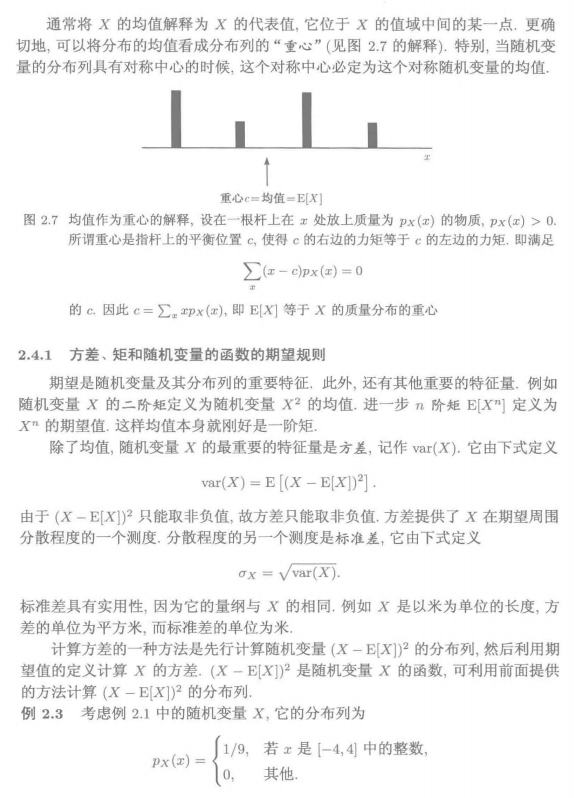 通常将 X 的均值解释为 X 的代表值, 它位于 X 的值域中间的某一点. 更确
切地, 可以将分布的均值看成分布列的“重心”(见图 2.7 的解释). 特别, 当随机变
量的分布列具有对称中心的时候, 这个对称中心必定为这个对称随机变量的均值.
x
重心c=均值=E[X]
图 2.7 均值作为重心的解释, 设在一根杆上在 x 处放上质量为 pX(x) 的物质, pX(x) > 0.
所谓重心是指杆上的平衡位置 c, 使得 c 的右边的力矩等于 c 的左边的力矩. 即满足
∑x(x − c)pX(x) = 0
的 c. 因此 c = ∑x xpX(x), 即 E[X] 等于 X 的质量分布的重心
2.4.1 方差、矩和随机变量的函数的期望规则
期望是随机变量及其分布列的重要特征. 此外, 还有其他重要的特征量. 例如
随机变量 X 的二阶矩定义为随机变量 X² 的均值. 进一步 n 阶矩 E[Xⁿ] 定义为
Xⁿ 的期望值. 这样均值本身就刚好是一阶矩.
除了均值, 随机变量 X 的最重要的特征量是方差, 记作 var(X). 它由下式定义
var(X) = E [(X − E[X])²] .
由于 (X − E[X])² 只能取非负值, 故方差只能取非负值. 方差提供了 X 在期望周围
分散程度的一个测度. 分散程度的另一个测度是标准差, 它由下式定义
σX = √var(X).
标准差具有实用性, 因为它的量纲与 X 的相同. 例如 X 是以米为单位的长度, 方
差的单位为平方米, 而标准差的单位为米.
计算方差的一种方法是先行计算随机变量 (X − E[X])² 的分布列, 然后利用期
望值的定义计算 X 的方差. (X − E[X])² 是随机变量 X 的函数, 可利用前面提供
的方法计算 (X − E[X])² 的分布列.
例 2.3 考虑例 2.1 中的随机变量 X, 它的分布列为
pX(x) = { 1/9, 若 x 是 [−4, 4] 中的整数,
0, 其他.